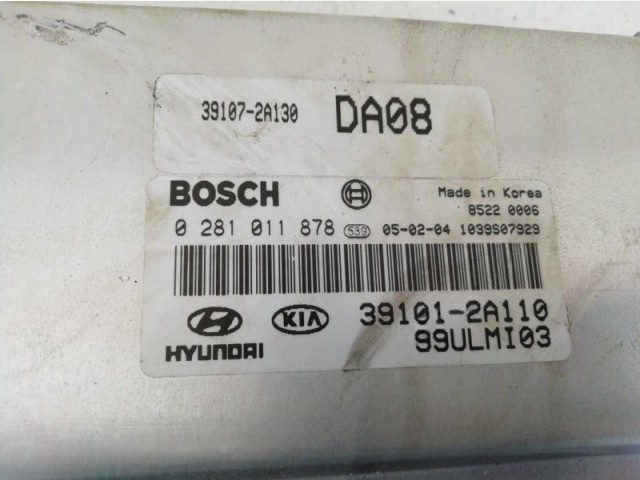 39107-2A130 DA08
BOSCH
Made in Korea
8522 0006
0 281 011 878 539 05-02-04 1039S07929
HYUNDAI KIA 39101-2A110
99ULMI03